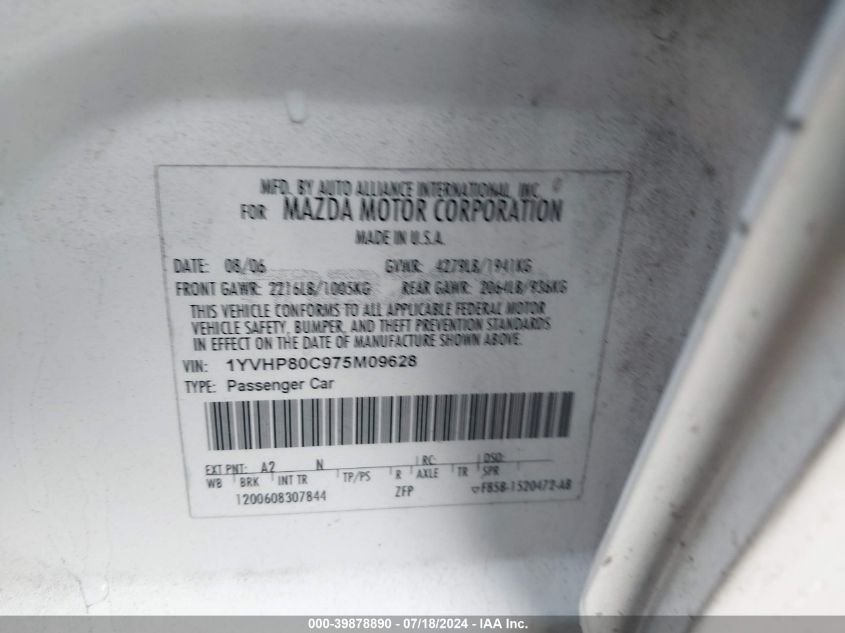 MFD. BY AUTO ALLIANCE INTERNATIONAL, INC.
FOR MAZDA MOTOR CORPORATION
MADE IN U.S.A.
DATE: 08/06 GVWR: 4279LB/1941KG
FRONT GAWR: 2216LB/1005KG REAR GAWR: 2064LB/936KG
THIS VEHICLE CONFORMS TO ALL APPLICABLE FEDERAL MOTOR
VEHICLE SAFETY, BUMPER, AND THEFT PREVENTION STANDARDS
IN EFFECT ON THE DATE OF MANUFACTURE SHOWN ABOVE.
VIN: 1YVHP80C975M09628
TYPE: Passenger Car
EXT PNT: A2 N RC: DSO:
WB BRK INT TR TP/PS R AXLE TR SPR
1200608307844 ZFP F85B-1520472-AB
000-39878890 - 07/18/2024 - IAA Inc.